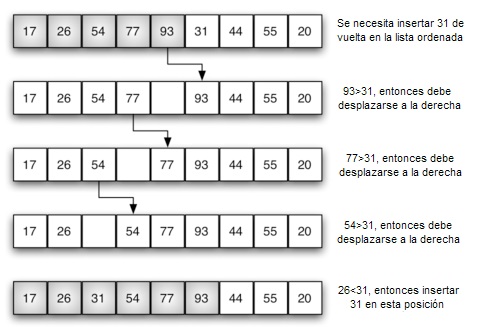 17 26 54 77 93 31 44 55 20
Se necesita insertar 31 de
vuelta en la lista ordenada
17 26 54 77 93 44 55 20
93>31, entonces debe
desplazarse a la derecha
17 26 54 77 93 44 55 20
77>31, entonces debe
desplazarse a la derecha
17 26 54 77 93 44 55 20
54>31, entonces debe
desplazarse a la derecha
17 26 31 54 77 93 44 55 20
26<31, entonces insertar
31 en esta posición